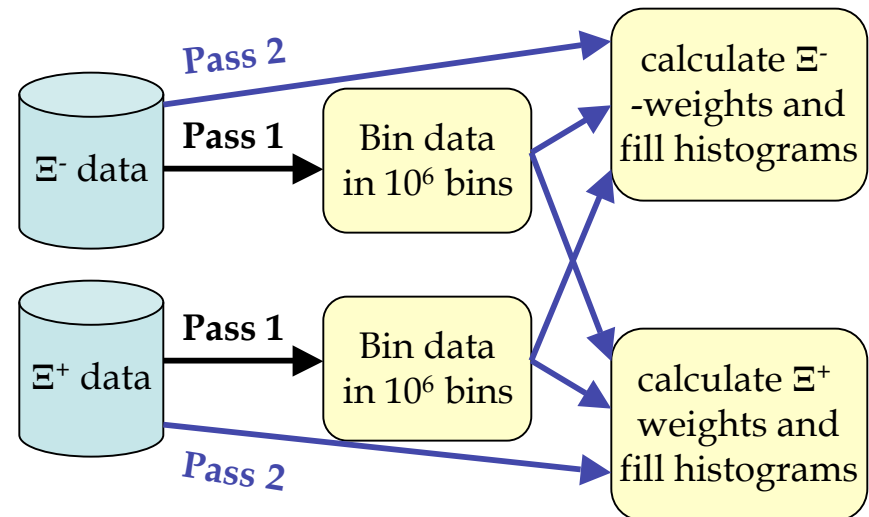 Pass 2
calculate Ξ⁻
-weights and
fill histograms
Ξ⁻ data
Pass 1
Bin data
in 10⁶ bins
Ξ⁺ data
Pass 1
Bin data
in 10⁶ bins
calculate Ξ⁺
weights and
fill histograms
Pass 2